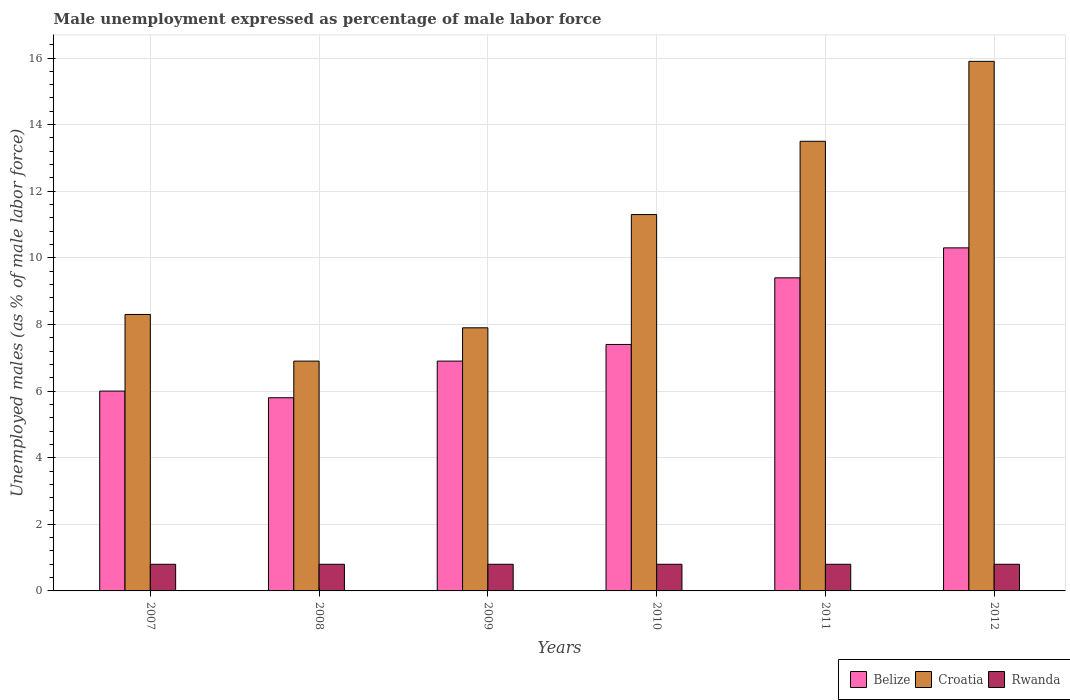 Male unemployment expressed as percentage of male labor force
Unemployed males (as % of male labor force)
16
14
12
10
8
6
4
2
0
2007
2008
2009
2010
2011
2012
Years
Belize
Croatia
Rwanda